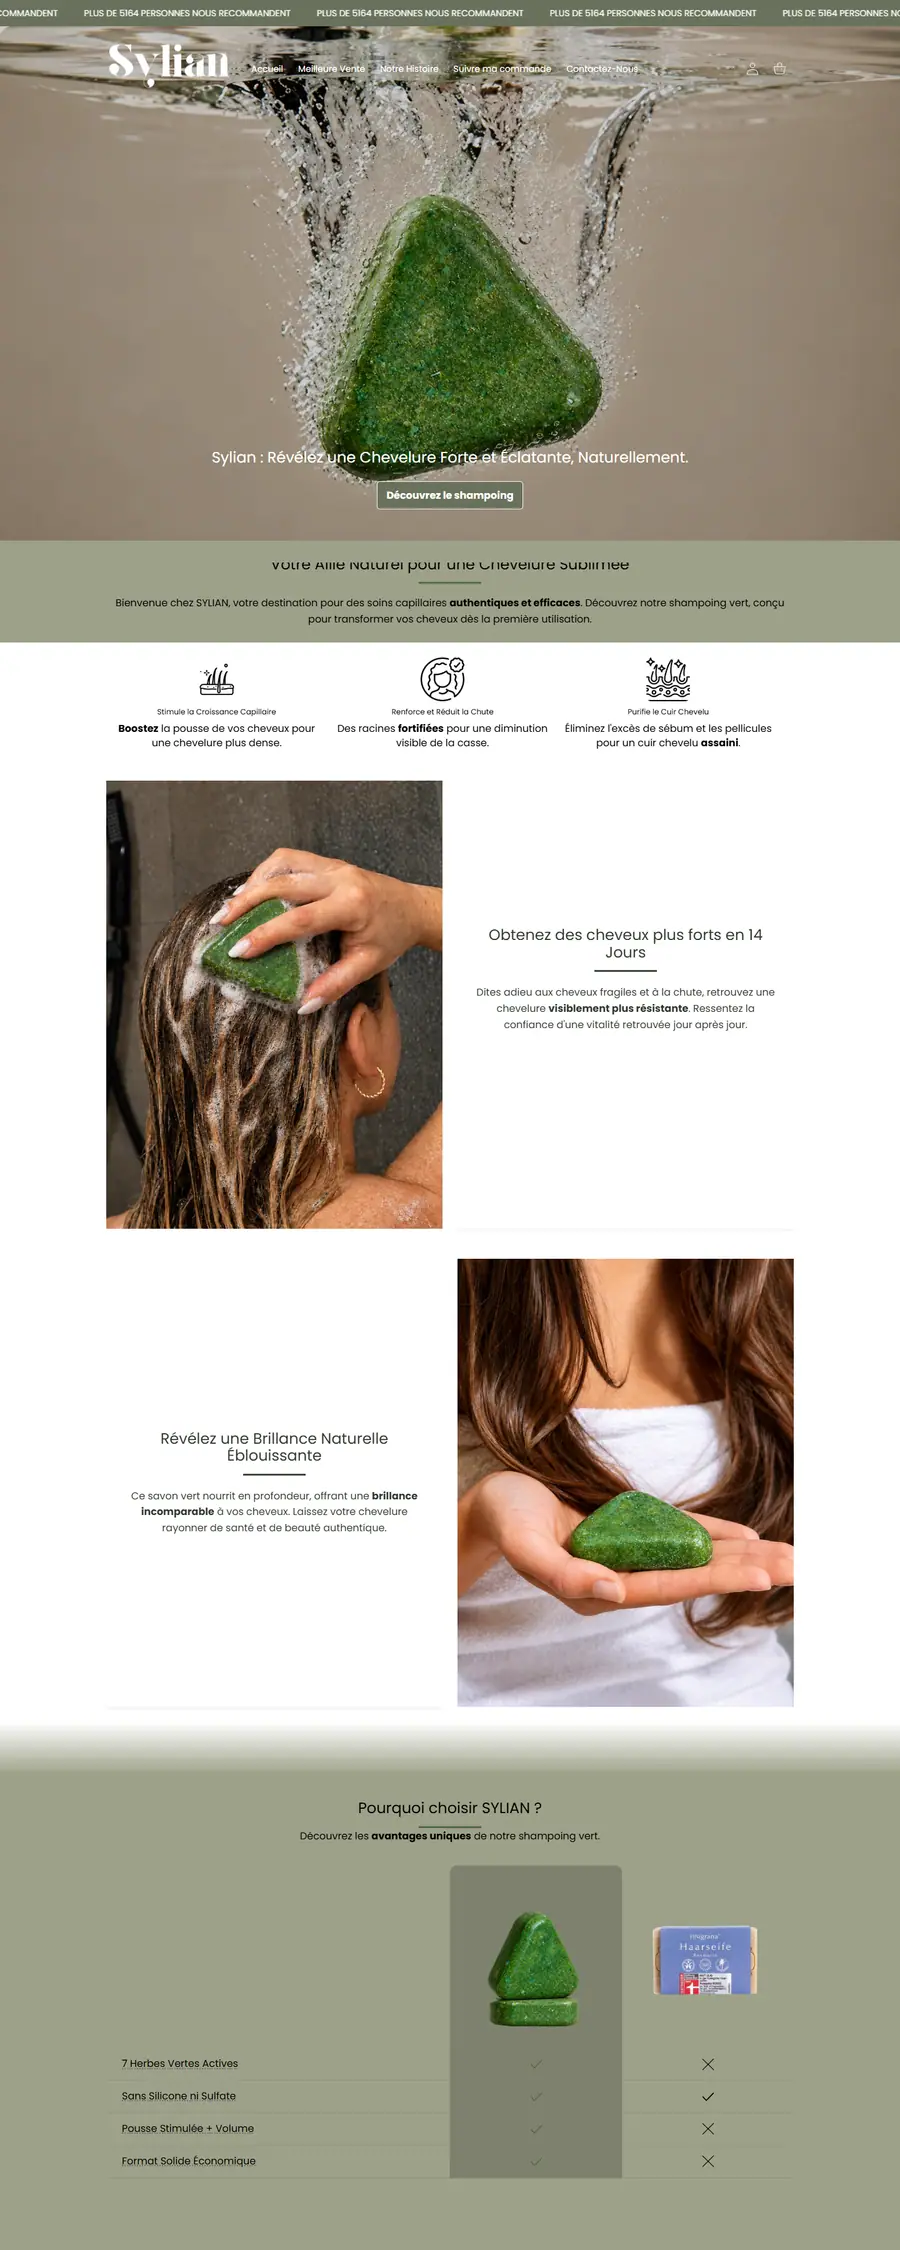 COMMANDENT PLUS DE 5164 PERSONNES NOUS RECOMMANDENT PLUS DE 5164 PERSONNES NOUS RECOMMANDENT PLUS DE 5164 PERSONNES NOUS RECOMMANDENT PLUS DE 5164 PERSONNES N
Sylian Accueil Meilleure Vente Notre Histoire Suivre ma commande Contactez-Nous
Sylian : Révélez une Chevelure Forte et Éclatante, Naturellement.
Découvrez le shampoing
Votre Allié Naturel pour une Chevelure Sublimée
Bienvenue chez SYLIAN, votre destination pour des soins capillaires authentiques et efficaces. Découvrez notre shampoing vert, conçu
pour transformer vos cheveux dès la première utilisation.
Stimule la Croissance Capillaire
Boostez la pousse de vos cheveux pour
une chevelure plus dense.
Renforce et Réduit la Chute
Des racines fortifiées pour une diminution
visible de la casse.
Purifie le Cuir Chevelu
Éliminez l'excès de sébum et les pellicules
pour un cuir chevelu assaini.
Obtenez des cheveux plus forts en 14
Jours
Dites adieu aux cheveux fragiles et à la chute, retrouvez une
chevelure visiblement plus résistante. Ressentez la
confiance d'une vitalité retrouvée jour après jour.
Révélez une Brillance Naturelle
Éblouissante
Ce savon vert nourrit en profondeur, offrant une brillance
incomparable à vos cheveux. Laissez votre chevelure
rayonner de santé et de beauté authentique.
Pourquoi choisir SYLIAN ?
Découvrez les avantages uniques de notre shampoing vert.
Haarseife
7 Herbes Vertes Actives
Sans Silicone ni Sulfate
Pousse Stimulée + Volume
Format Solide Économique